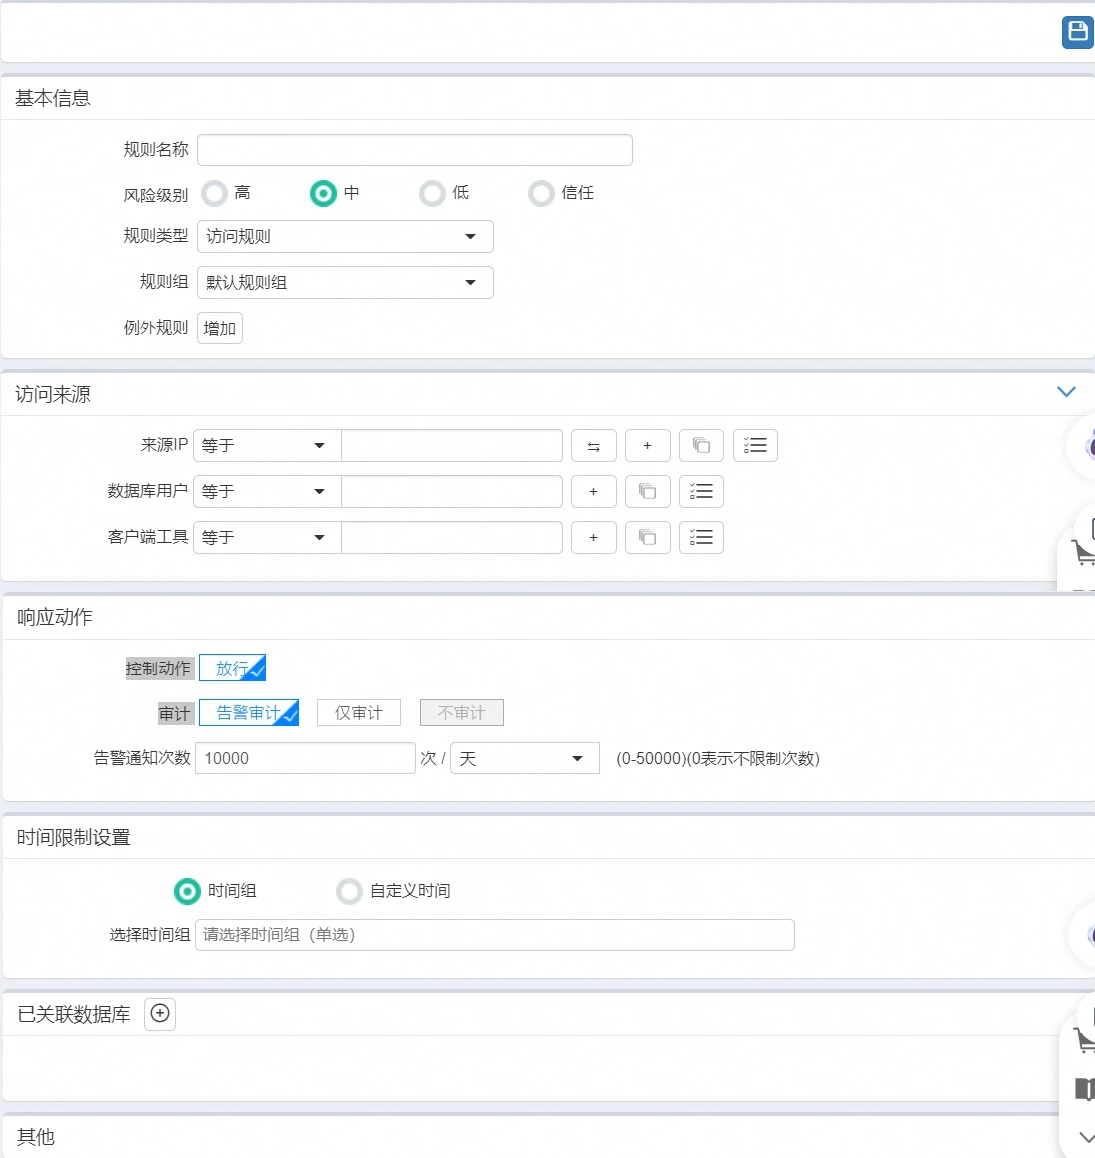 基本信息
规则名称
风险级别 高 中 低 信任
规则类型 访问规则
规则组 默认规则组
例外规则 增加
访问来源
来源IP 等于
数据库用户 等于
客户端工具 等于
响应动作
控制动作 放行
审计 告警审计 仅审计 不审计
告警通知次数 10000 次 / 天 (0-50000)(0表示不限制次数)
时间限制设置
时间组 自定义时间
选择时间组 请选择时间组（单选）
已关联数据库
其他